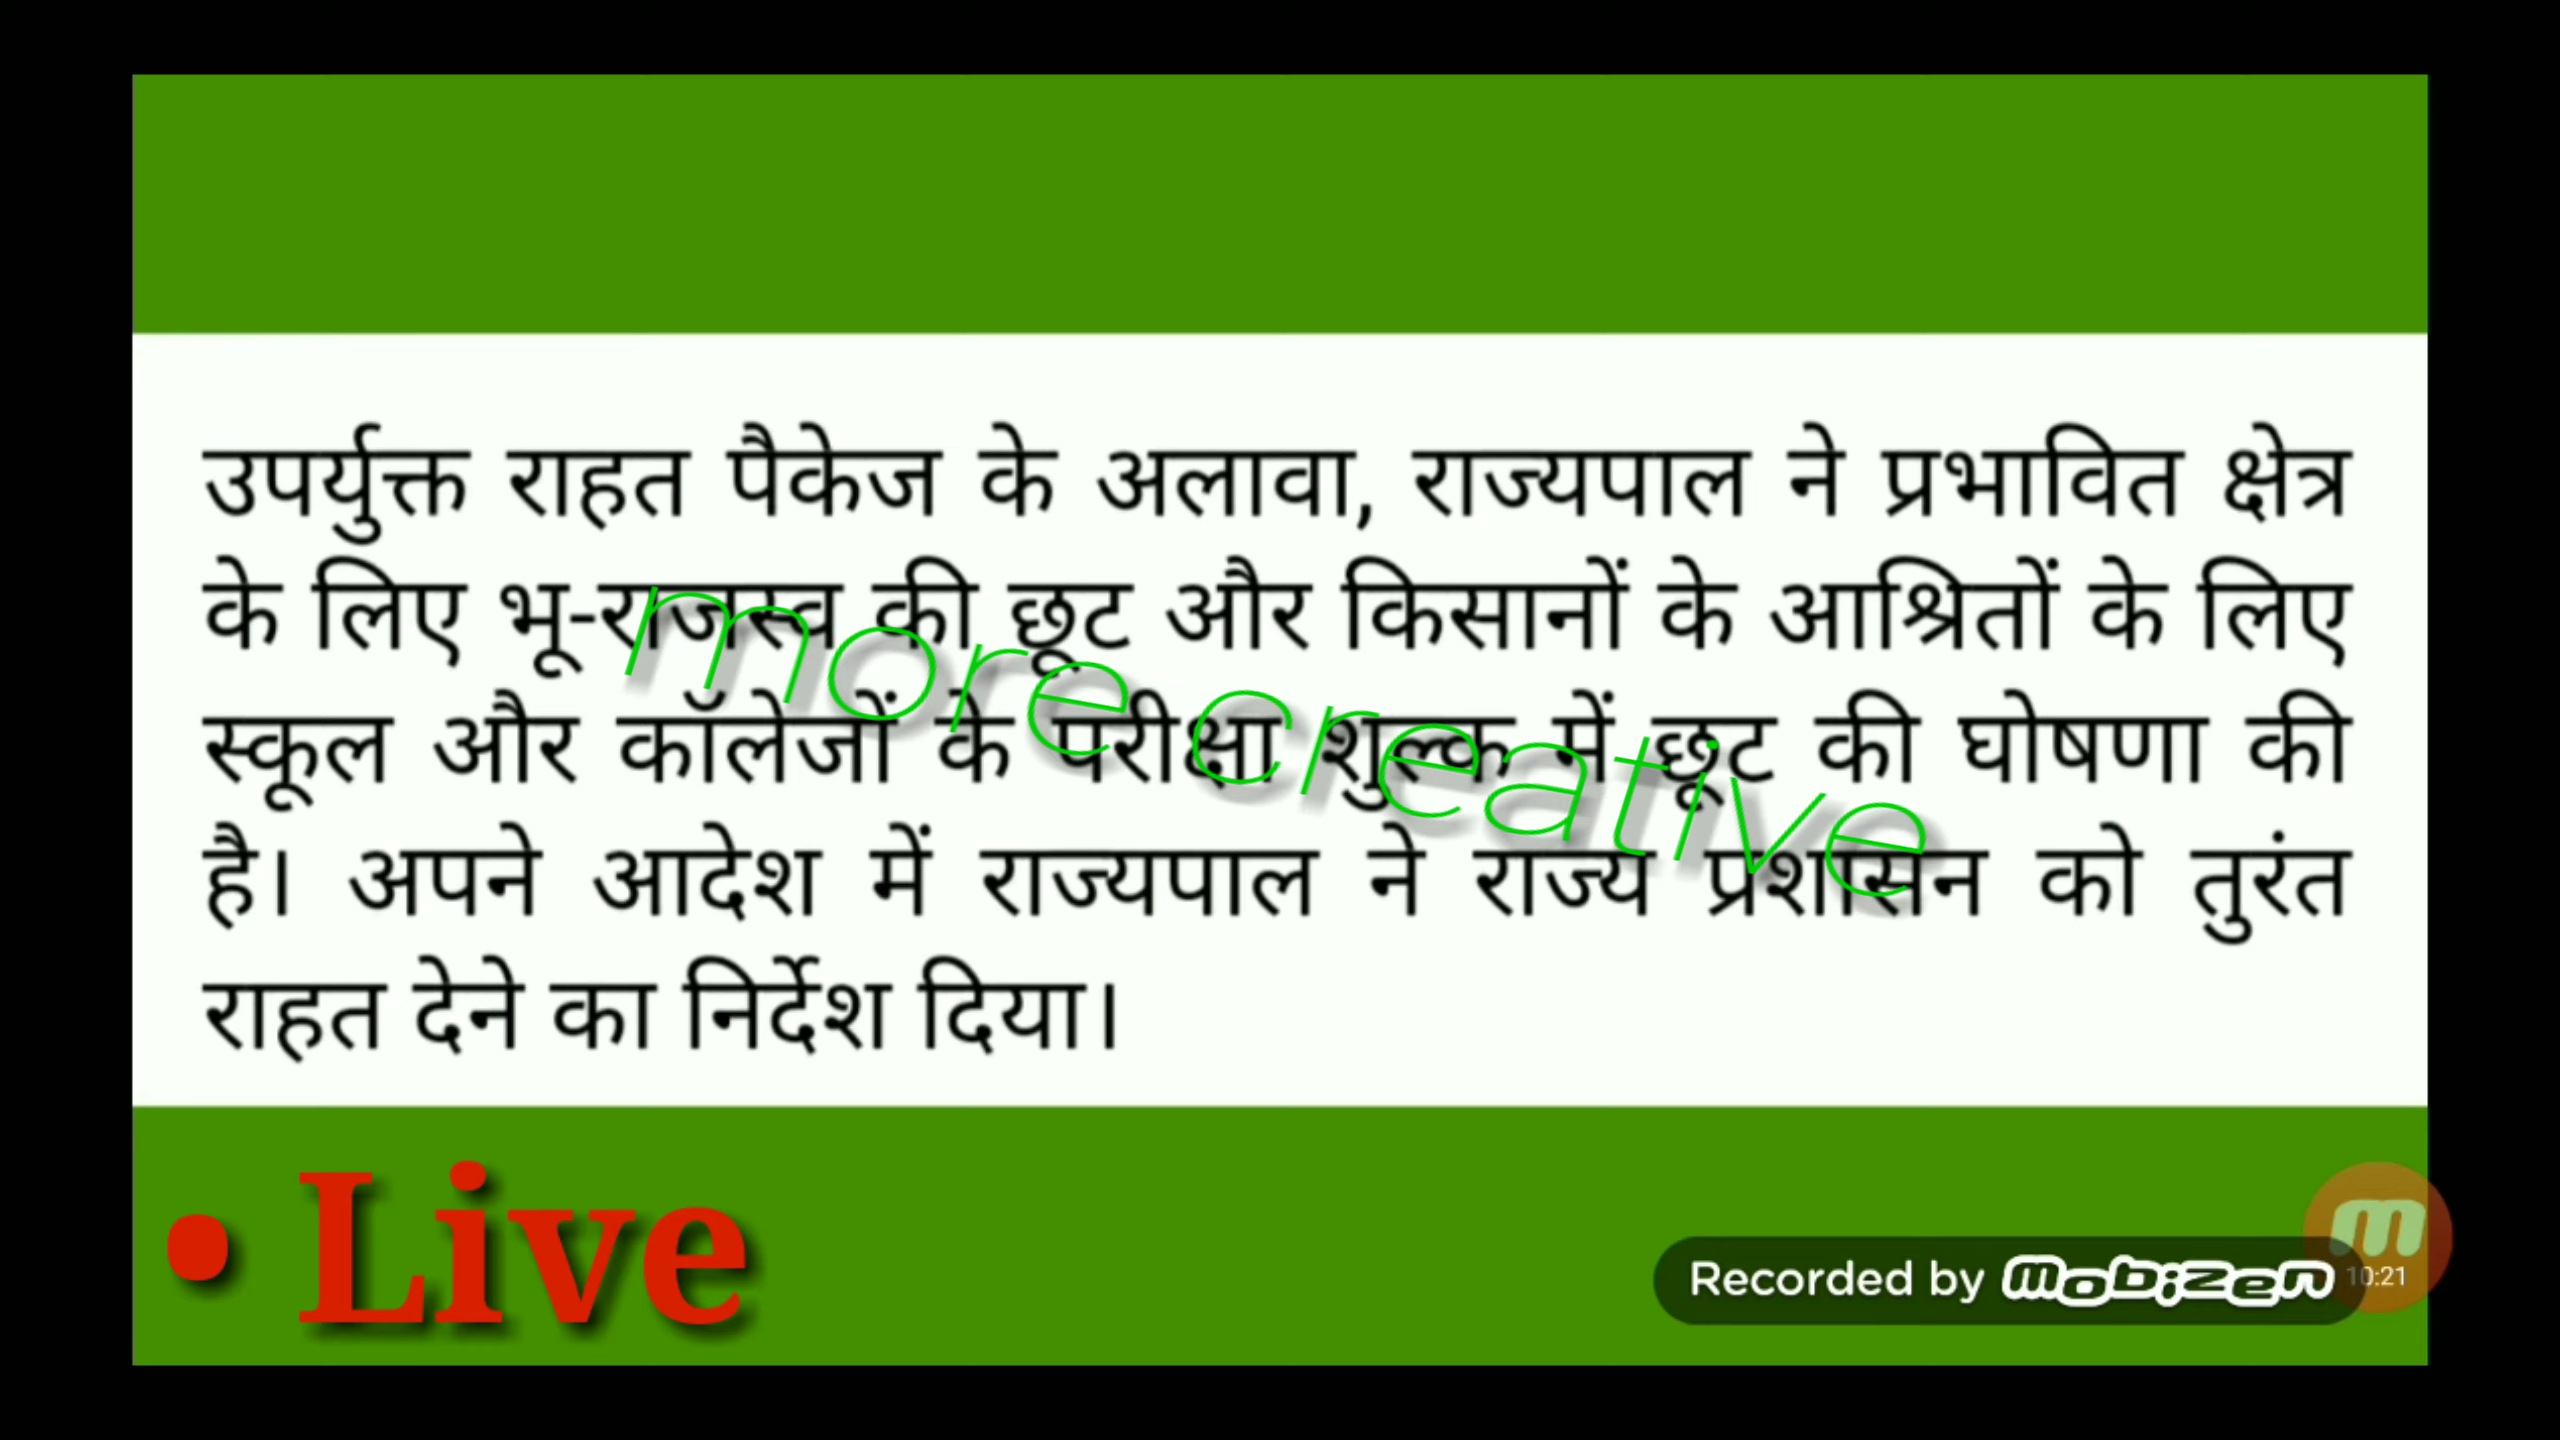 उपर्युक्त राहत पैकेज के अलावा, राज्यपाल ने प्रभावित क्षेत्र
के लिए भू-राजस्व की छूट और किसानों के आश्रितों के लिए
स्कूल और कॉलेजों के परीक्षा शुल्क में छूट की घोषणा की
है। अपने आदेश में राज्यपाल ने राज्य प्रशासन को तुरंत
राहत देने का निर्देश दिया।
more creative
• Live
Recorded by mobizen
10:21